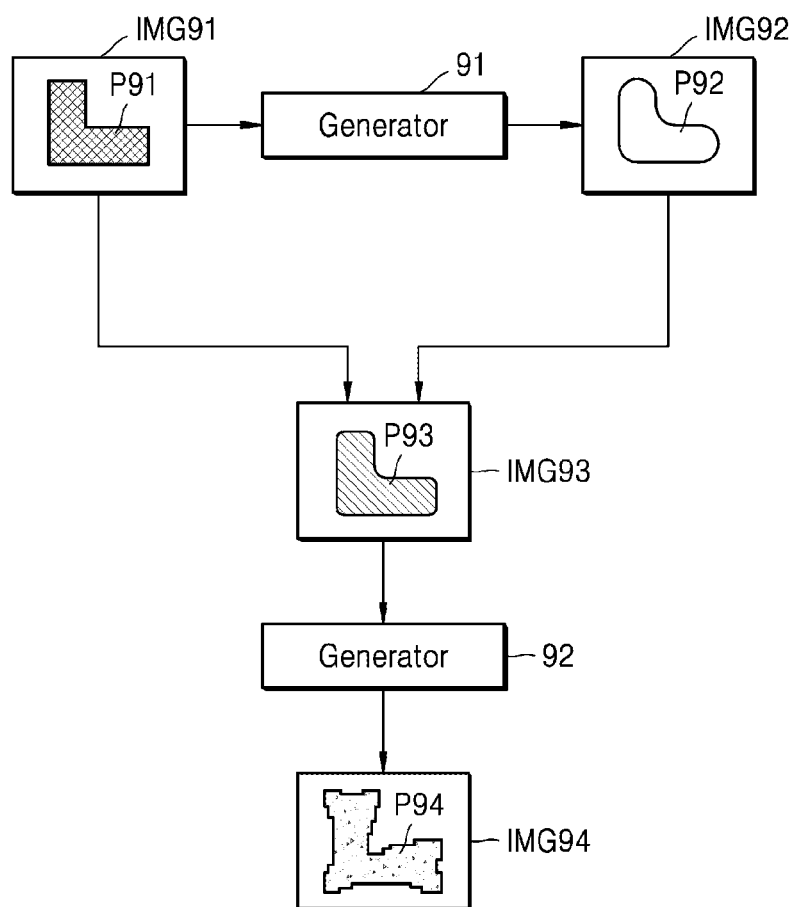 IMG91
91
IMG92
P91
Generator
P92
P93
IMG93
Generator
92
P94
IMG94